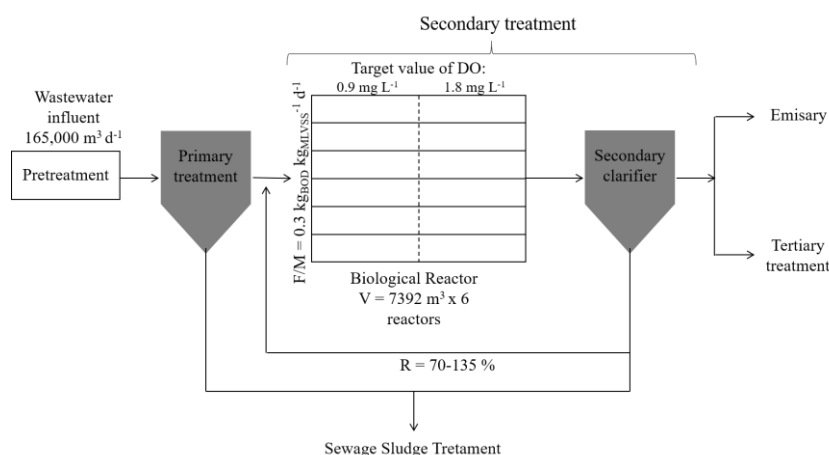 Secondary treatment
Target value of DO:
0.9 mg L⁻¹ 1.8 mg L⁻¹
Wastewater
influent
165,000 m³ d⁻¹
Pretreatment
Primary
treatment
F/M = 0.3 kg_BOD kg_MLVSS⁻¹ d⁻¹
Secondary
clarifier
Emisary
Tertiary
treatment
Biological Reactor
V = 7392 m³ x 6
reactors
R = 70-135 %
Sewage Sludge Tretament